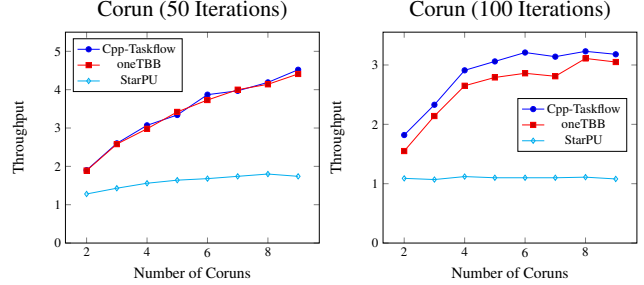 Corun (50 Iterations)
Throughput
5
4
3
2
1
0
Cpp-Taskflow
oneTBB
StarPU
2 4 6 8
Number of Coruns
Corun (100 Iterations)
Throughput
3
2
1
0
Cpp-Taskflow
oneTBB
StarPU
2 4 6 8
Number of Coruns